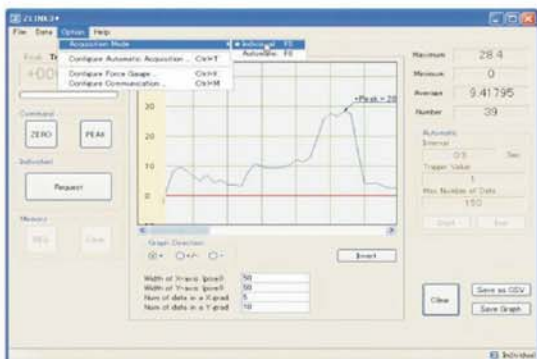 ZLINK3+
File Data Option Help
Acquisition Mode
Individual F5
Automatic F6
Configure Automatic Acquisition... Ctrl+T
Configure Force Gauge...
Configure Communication... Ctrl+M
Peak
+00
Command
ZERO
PEAK
Individual
Request
Memory
30
20
10
0
+Peak = 28
Graph Direction
+ +/- -
Invert
Width of X-axis (pixel) 50
Width of Y-axis (pixel) 50
Num of data in a X-grad 5
Num of data in a Y-grad 10
Maximum 28.4
Minimum 0
Average 9.41795
Number 39
Automatic
Interval
0.5 Sec
Trigger Value
1
Max Number of Data
150
Clear
Save as CSV
Save Graph
Individual